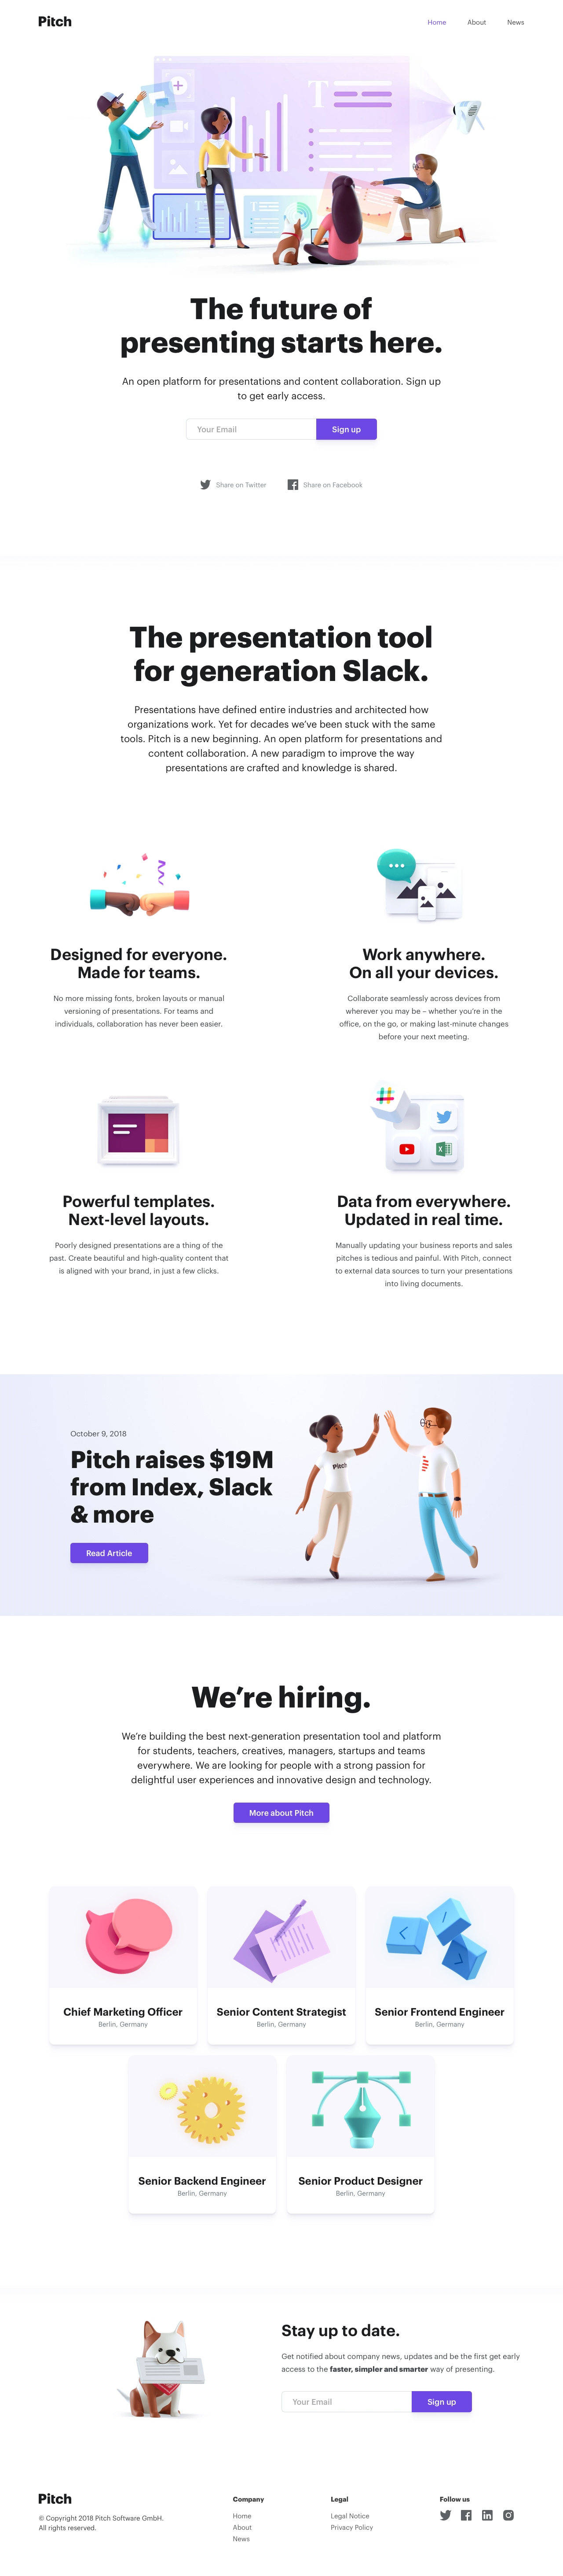 Pitch
Home About News
T
The future of
presenting starts here.
An open platform for presentations and content collaboration. Sign up
to get early access.
Your Email Sign up
Share on Twitter Share on Facebook
The presentation tool
for generation Slack.
Presentations have defined entire industries and architected how
organizations work. Yet for decades we’ve been stuck with the same
tools. Pitch is a new beginning. An open platform for presentations and
content collaboration. A new paradigm to improve the way
presentations are crafted and knowledge is shared.
Designed for everyone.
Made for teams.
No more missing fonts, broken layouts or manual
versioning of presentations. For teams and
individuals, collaboration has never been easier.
Work anywhere.
On all your devices.
Collaborate seamlessly across devices from
wherever you may be – whether you’re in the
office, on the go, or making last-minute changes
before your next meeting.
Powerful templates.
Next-level layouts.
Poorly designed presentations are a thing of the
past. Create beautiful and high-quality content that
is aligned with your brand, in just a few clicks.
Data from everywhere.
Updated in real time.
Manually updating your business reports and sales
pitches is tedious and painful. With Pitch, connect
to external data sources to turn your presentations
into living documents.
October 9, 2018
Pitch raises $19M
from Index, Slack
& more
Read Article
Pitch
We’re hiring.
We’re building the best next-generation presentation tool and platform
for students, teachers, creatives, managers, startups and teams
everywhere. We are looking for people with a strong passion for
delightful user experiences and innovative design and technology.
More about Pitch
Chief Marketing Officer
Berlin, Germany
Senior Content Strategist
Berlin, Germany
Senior Frontend Engineer
Berlin, Germany
Senior Backend Engineer
Berlin, Germany
Senior Product Designer
Berlin, Germany
Stay up to date.
Get notified about company news, updates and be the first get early
access to the faster, simpler and smarter way of presenting.
Your Email Sign up
Pitch
© Copyright 2018 Pitch Software GmbH.
All rights reserved.
Company
Home
About
News
Legal
Legal Notice
Privacy Policy
Follow us